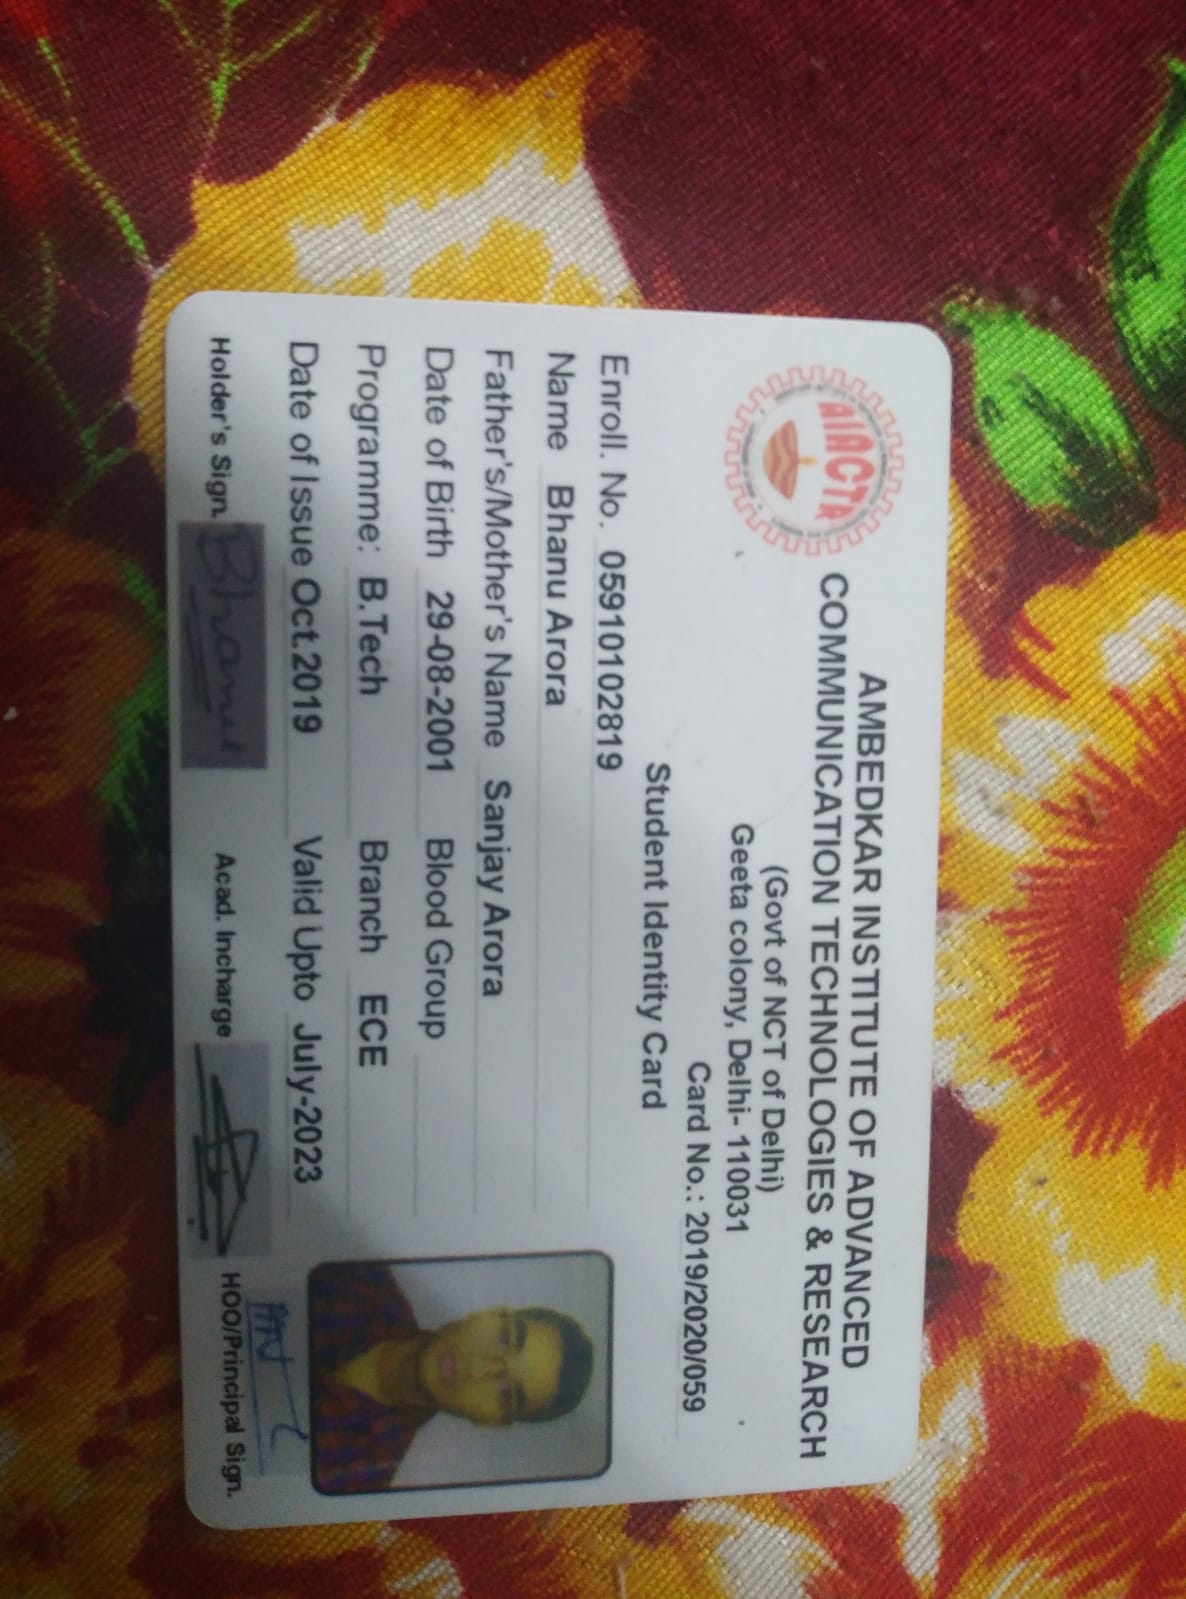 AIACTR
AMBEDKAR INSTITUTE OF ADVANCED
COMMUNICATION TECHNOLOGIES & RESEARCH
(Govt of NCT of Delhi)
Geeta colony, Delhi- 110031
Card No.: 2019/2020/059
Student Identity Card
Enroll. No. 05910102819
Name Bhanu Arora
Father's/Mother's Name Sanjay Arora
Date of Birth 29-08-2001 Blood Group
Programme: B.Tech Branch ECE
Date of Issue Oct.2019 Valid Upto July-2023
Holder's Sign. Bhanu Acad. Incharge HOO/Principal Sign.